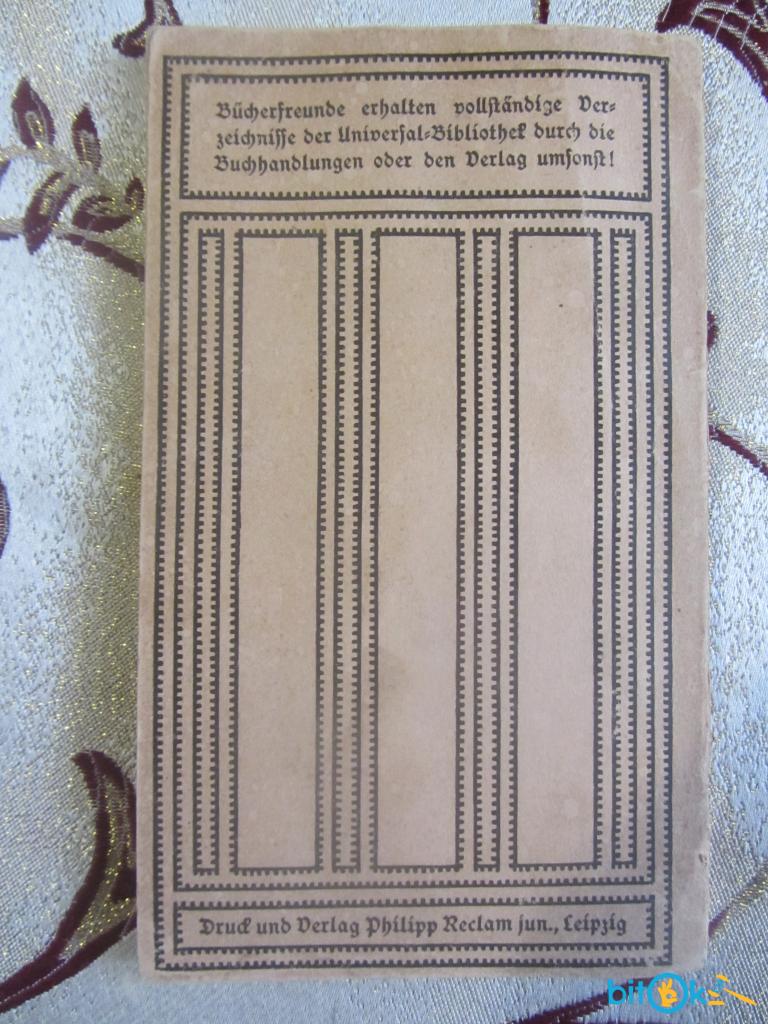 Bücherfreunde erhalten vollständige Ver-
zeichnisse der Universal-Bibliothek durch die
Buchhandlungen oder den Verlag umsonst!
Druck und Verlag Philipp Reclam jun., Leipzig
bitOk